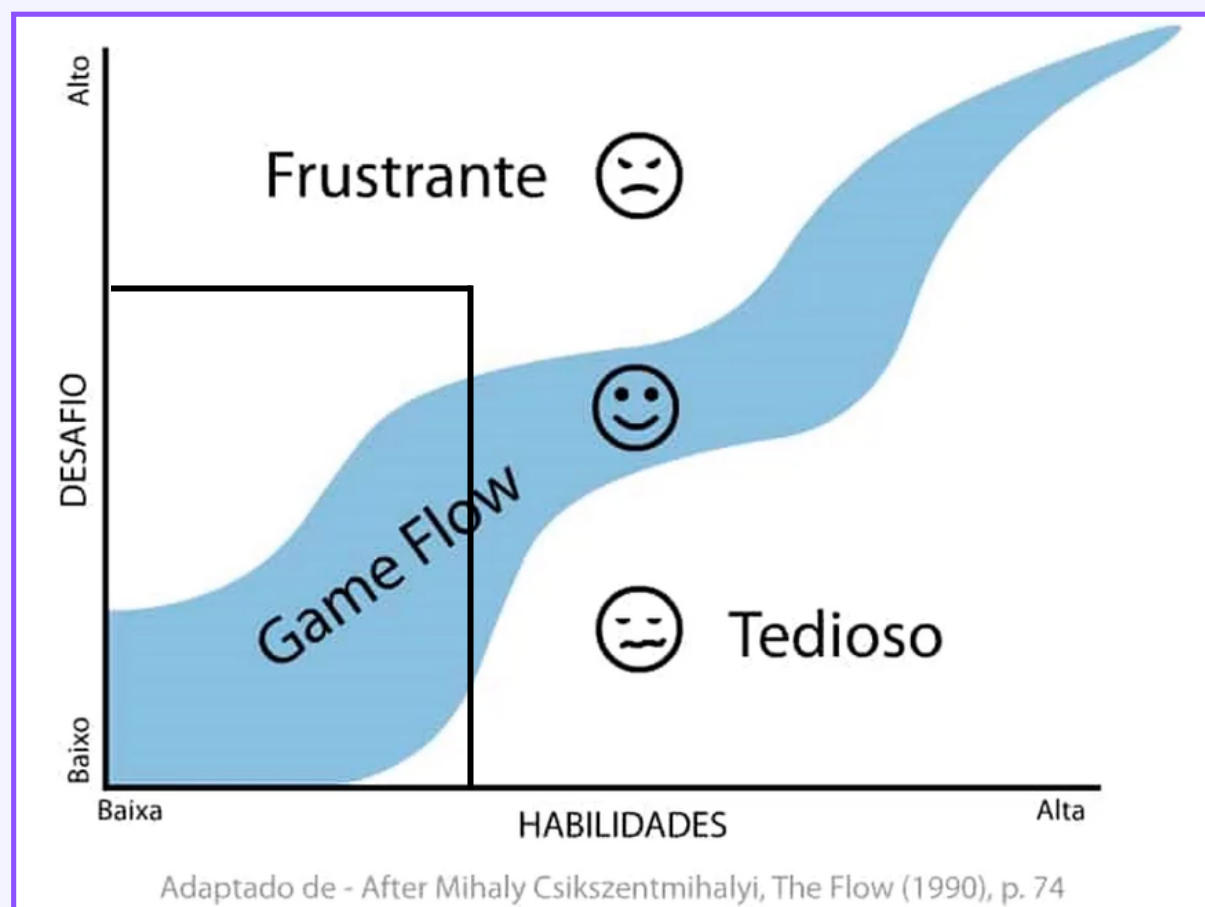 Alto
Frustrante
DESAFIO
Game Flow
Tedioso
Baixo
Baixa
HABILIDADES
Alta
Adaptado de - After Mihaly Csikszentmihalyi, The Flow (1990), p. 74